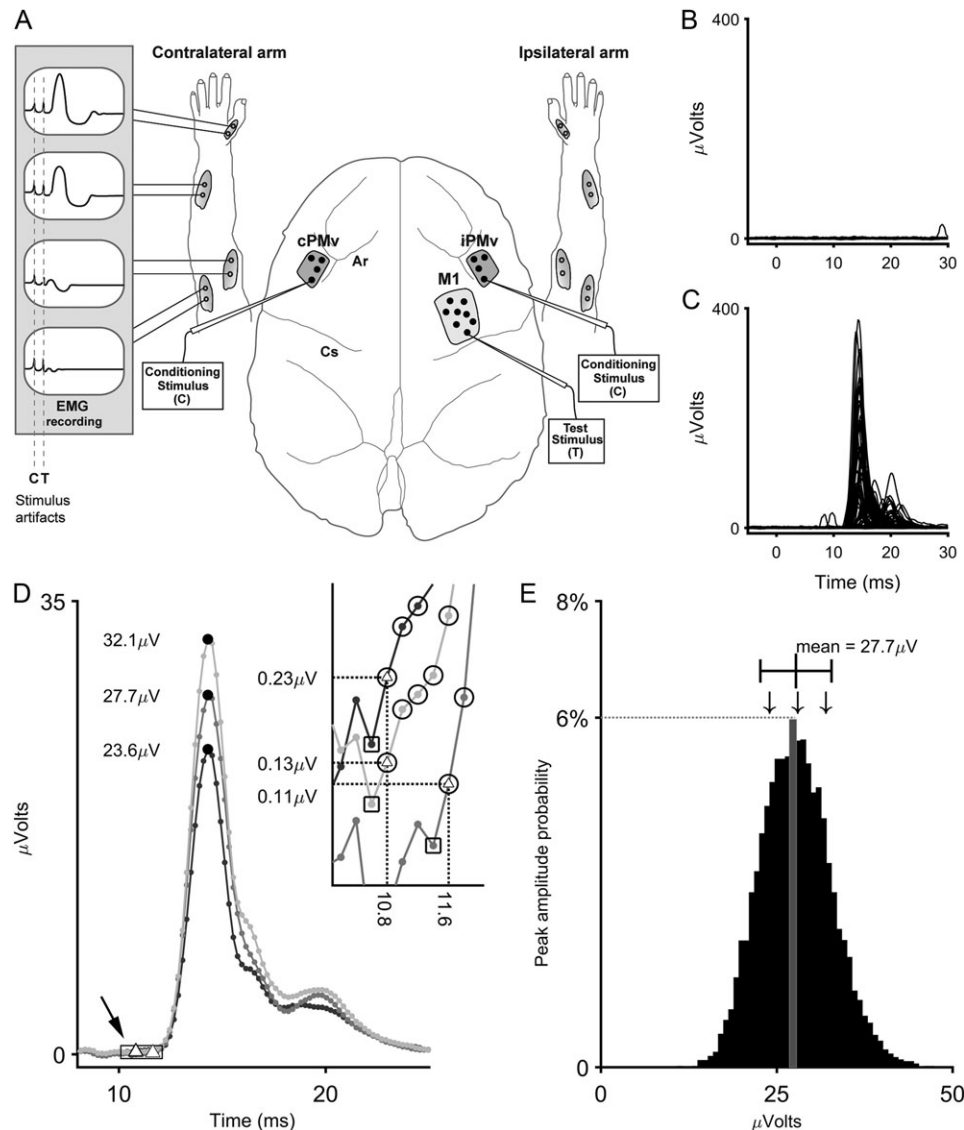 A
Contralateral arm
Ipsilateral arm
cPMv
iPMv
Ar
M1
Cs
Conditioning
Stimulus
(C)
Conditioning
Stimulus
(C)
Test
Stimulus
(T)
EMG
recording
C T
Stimulus
artifacts
B
400
μVolts
0
0 10 20 30
C
400
μVolts
0
0 10 20 30
Time (ms)
D
35
μVolts
0
32.1μV
27.7μV
23.6μV
0.23μV
0.13μV
0.11μV
10.8
11.6
10 20
Time (ms)
E
8%
mean = 27.7μV
6%
Peak amplitude probability
0
0 25 50
μVolts